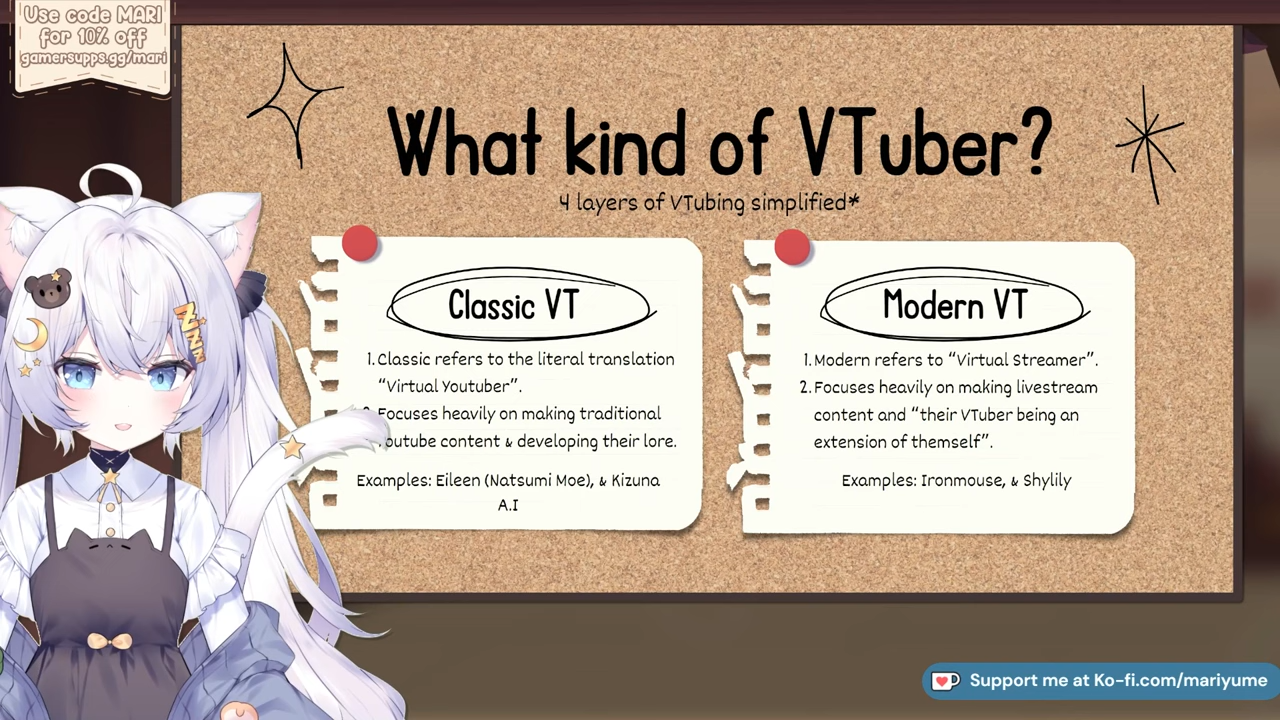 Use code MARI
for 10% off
gamersupps.gg/mari
What kind of VTuber?
4 layers of VTubing simplified*
Classic VT
1. Classic refers to the literal translation
"Virtual Youtuber".
Focuses heavily on making traditional
outube content & developing their lore.
Examples: Eileen (Natsumi Moe), & Kizuna
A.I
Modern VT
1. Modern refers to "Virtual Streamer".
2. Focuses heavily on making livestream
content and "their VTuber being an
extension of themself".
Examples: Ironmouse, & Shylily
ZZZZ
Support me at Ko-fi.com/mariyume